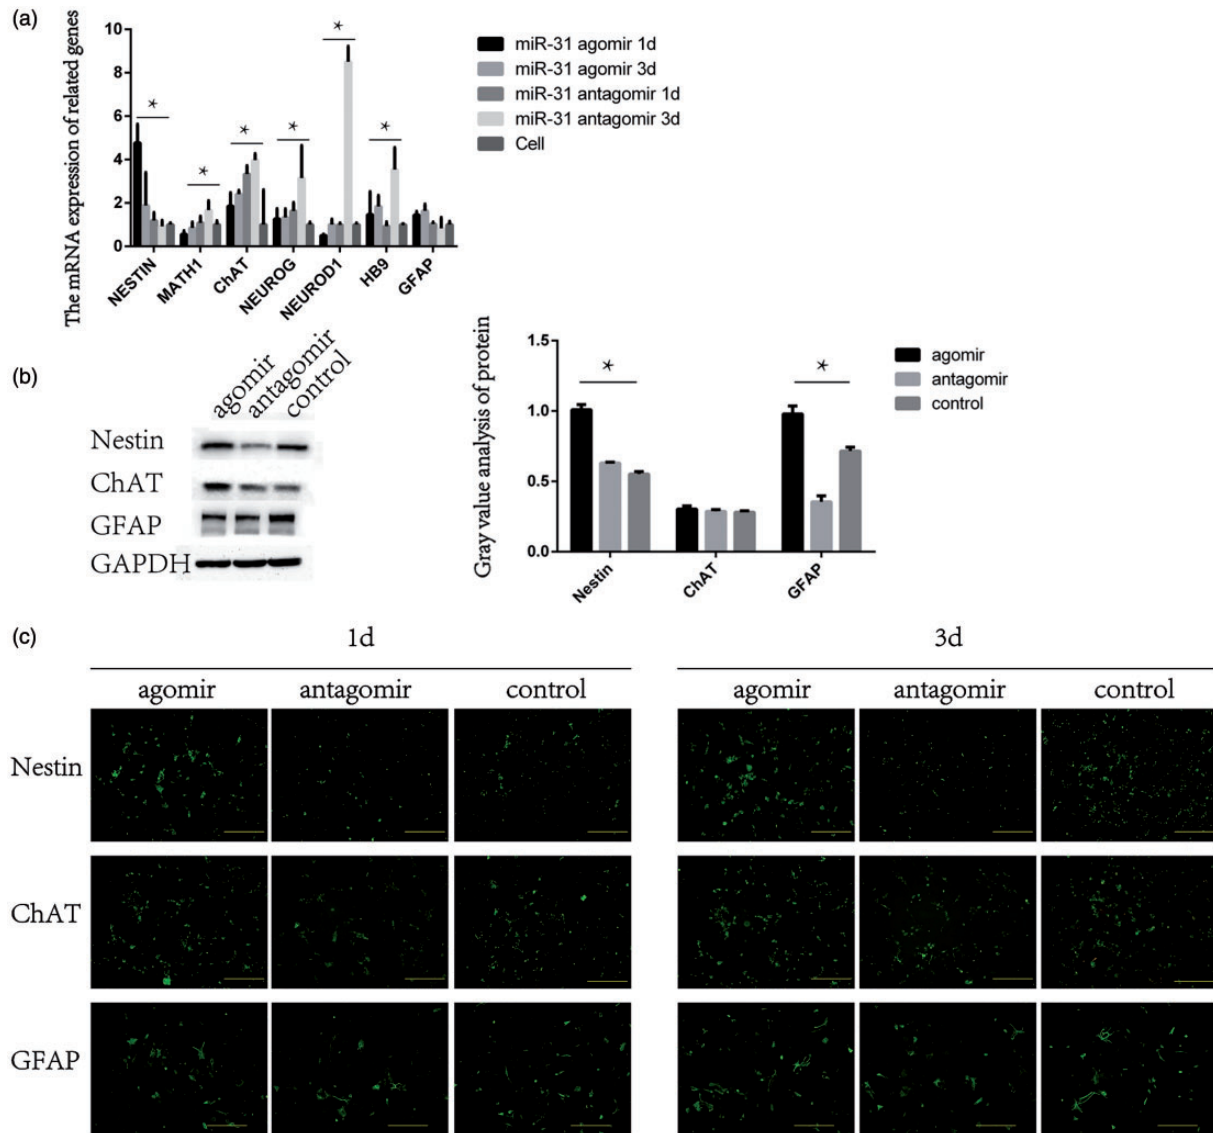 (a)
The mRNA expression of related genes
10
8
6
4
2
0
* * * * * *
NESTIN MATH1 ChAT NEUROG NEUROD1 HB9 GFAP
miR-31 agomir 1d
miR-31 agomir 3d
miR-31 antagomir 1d
miR-31 antagomir 3d
Cell
(b)
agomir antagomir control
Nestin
ChAT
GFAP
GAPDH
Gray value analysis of protein
1.5
1.0
0.5
0.0
* *
Nestin ChAT GFAP
agomir
antagomir
control
(c)
1d 3d
agomir antagomir control agomir antagomir control
Nestin
ChAT
GFAP